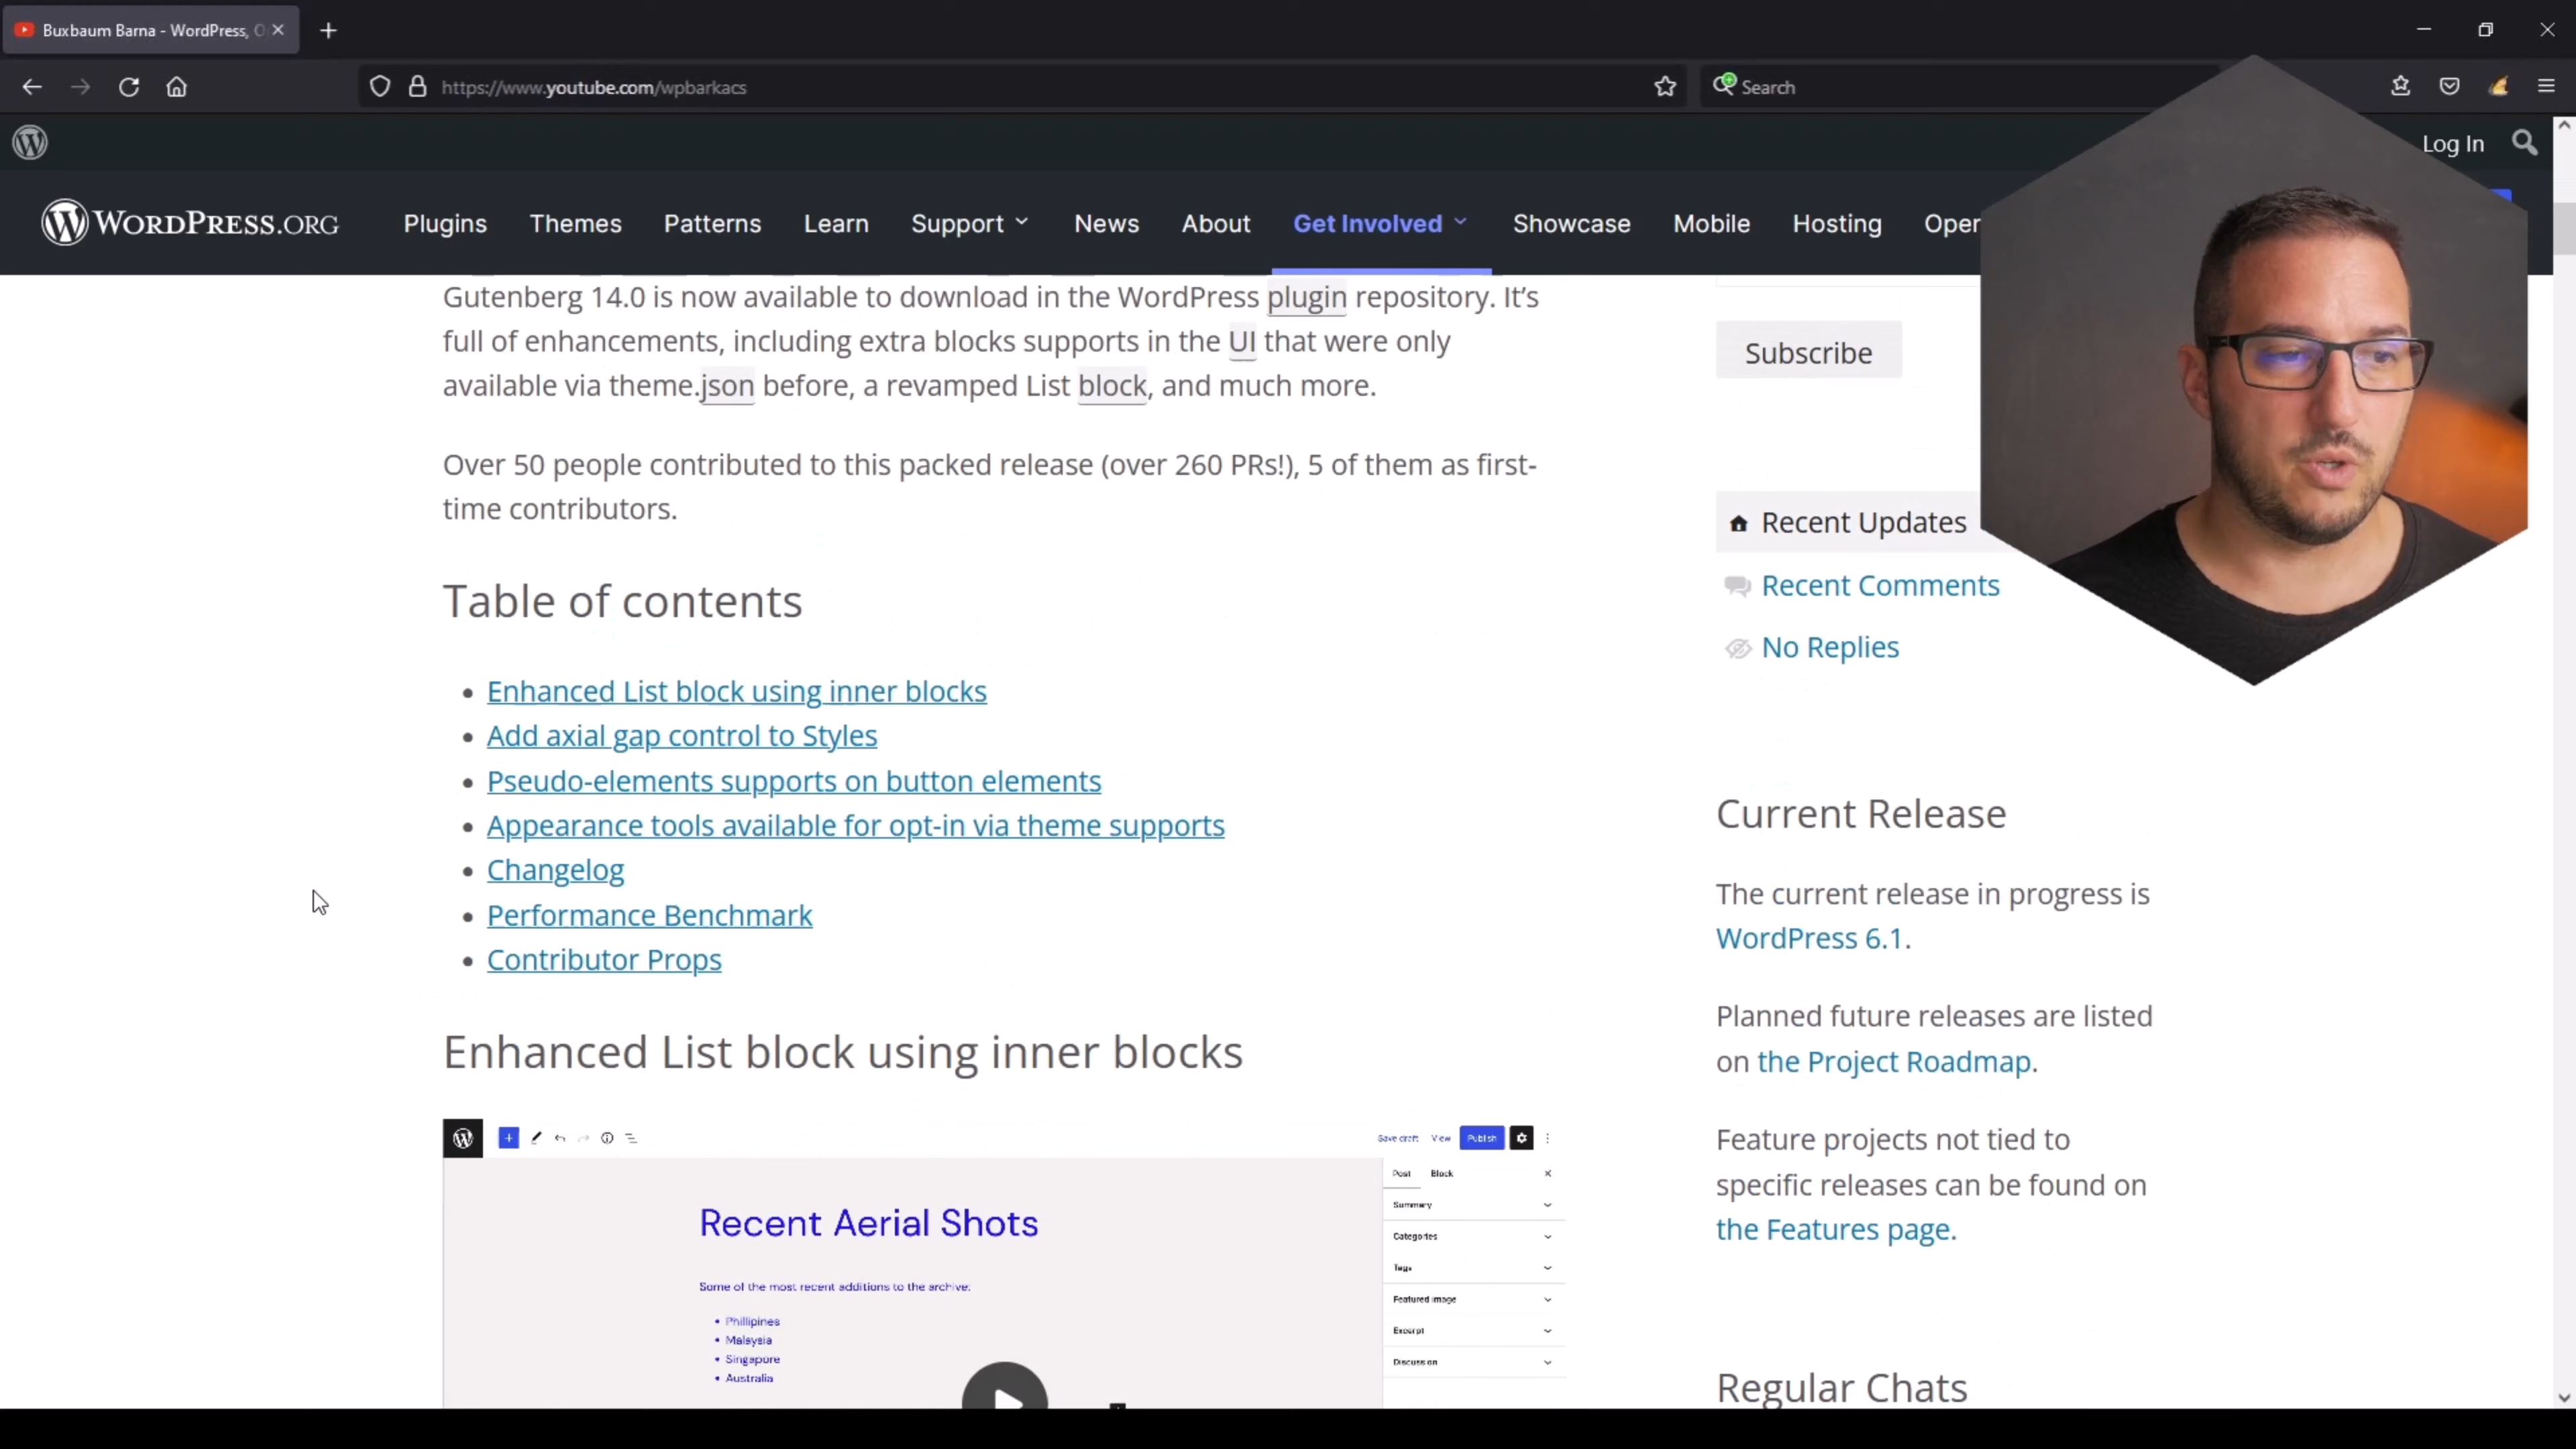 Buxbaum Barna - WordPress, O
https://www.youtube.com/wpbarkacs
Search
Log In
WORDPRESS.ORG
Plugins
Themes
Patterns
Learn
Support
News
About
Get Involved
Showcase
Mobile
Hosting
Oper
Gutenberg 14.0 is now available to download in the WordPress plugin repository. It’s
full of enhancements, including extra blocks supports in the UI that were only
available via theme.json before, a revamped List block, and much more.
Over 50 people contributed to this packed release (over 260 PRs!), 5 of them as first-
time contributors.
Table of contents
• Enhanced List block using inner blocks
• Add axial gap control to Styles
• Pseudo-elements supports on button elements
• Appearance tools available for opt-in via theme supports
• Changelog
• Performance Benchmark
• Contributor Props
Enhanced List block using inner blocks
Save draft
View
Publish
Post
Block
Summary
Categories
Tags
Featured image
Excerpt
Discussion
Recent Aerial Shots
Some of the most recent additions to the archive:
• Phillipines
• Malaysia
• Singapore
• Australia
Subscribe
Recent Updates
Recent Comments
No Replies
Current Release
The current release in progress is
WordPress 6.1.
Planned future releases are listed
on the Project Roadmap.
Feature projects not tied to
specific releases can be found on
the Features page.
Regular Chats